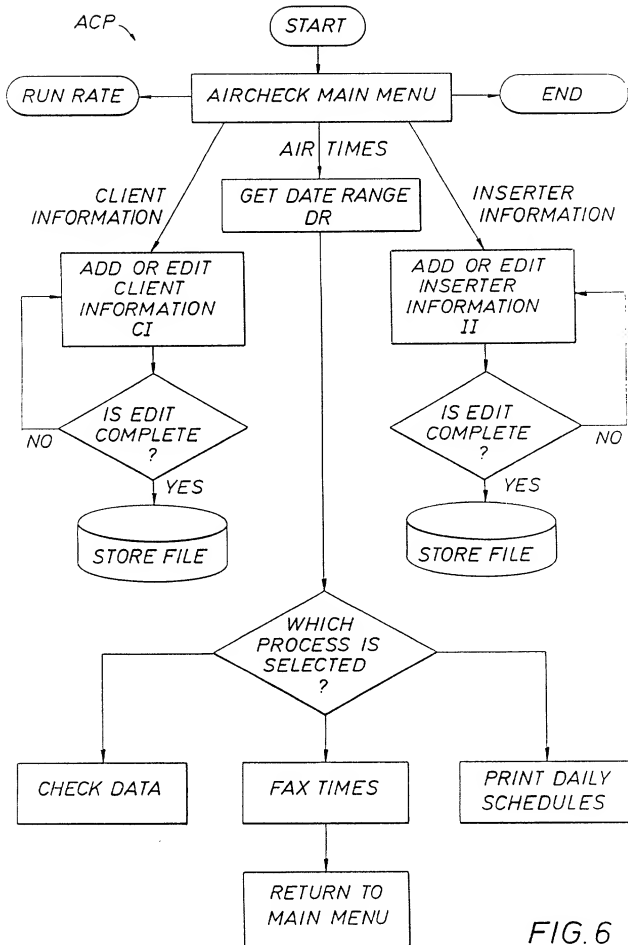 ACP
START
RUN RATE
AIRCHECK MAIN MENU
END
AIR TIMES
CLIENT
INFORMATION
GET DATE RANGE
DR
INSERTER
INFORMATION
ADD OR EDIT
CLIENT
INFORMATION
CI
ADD OR EDIT
INSERTER
INFORMATION
II
IS EDIT
COMPLETE
?
NO
YES
IS EDIT
COMPLETE
?
NO
YES
STORE FILE
STORE FILE
WHICH
PROCESS IS
SELECTED
?
CHECK DATA
FAX TIMES
PRINT DAILY
SCHEDULES
RETURN TO
MAIN MENU
FIG.6